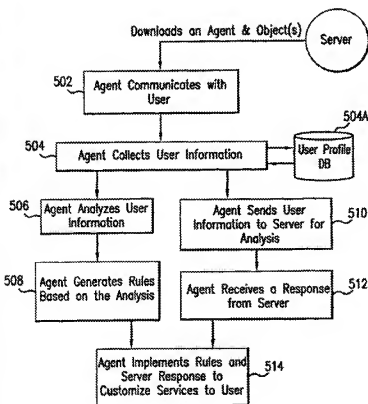 Downloads an Agent & Object(s)
Server
502
Agent Communicates with
User
504A
504
Agent Collects User Information
User Profile
DB
506
Agent Analyzes User
Information
Agent Sends User
Information to Server for
Analysis
510
508
Agent Generates Rules
Based on the Analysis
Agent Receives a Response
from Server
512
Agent Implements Rules and
Server Response to
Customize Services to User
514